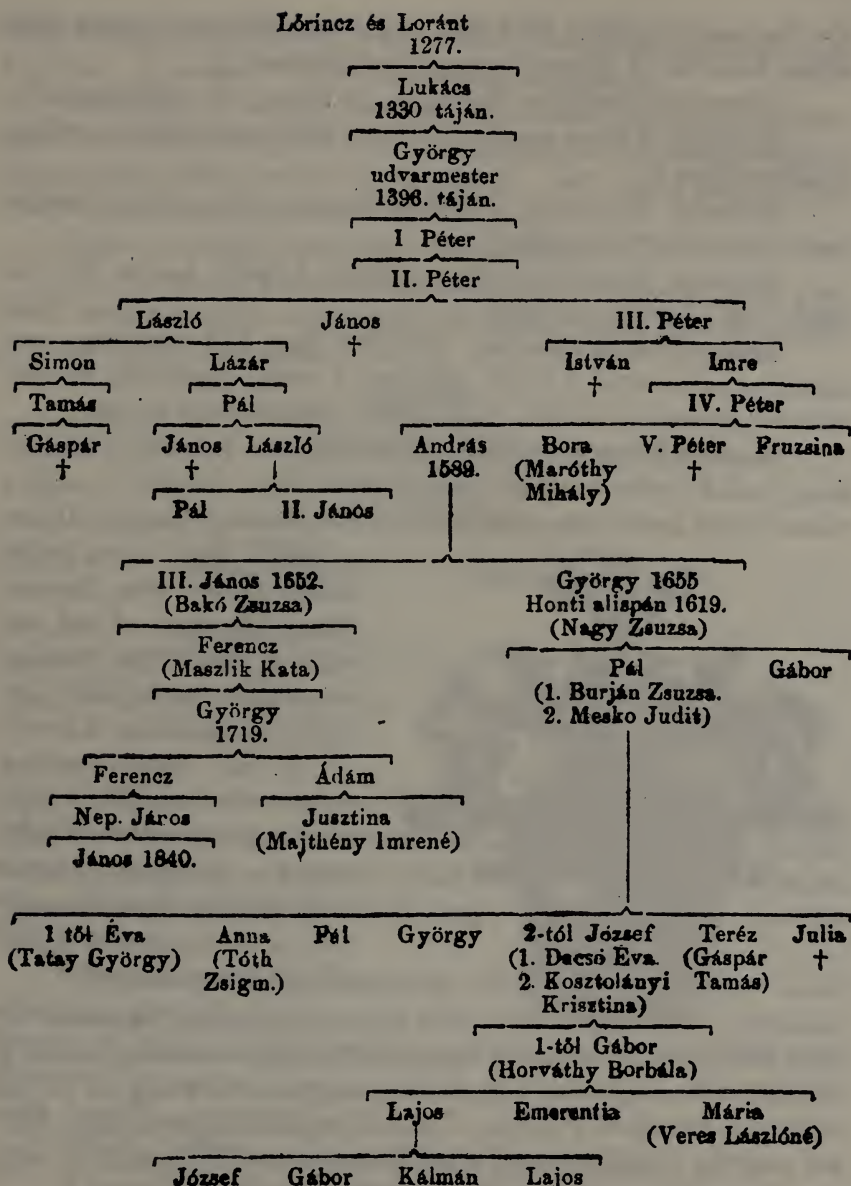 Lőrincz és Loránt
1277.
Lukács
1330 táján.
György
udvarmester
1396. táján.
I Péter
II. Péter
László János III. Péter
†
Simon Lázár István Imre
†
Tamás Pál IV. Péter
Gáspár János László András Bora V. Péter Fruzsina
† † 1589. (Maróthy †
Mihály)
Pál II. János
III. János 1652. György 1655
(Bakó Zsuzsa) Honti alispán 1619.
(Nagy Zsuzsa)
Ferencz Pál Gábor
(Maszlik Kata) (1. Burján Zsuzsa.
2. Mesko Judit)
György
1719.
Ferencz Ádám
Nep. Járos Jusztina
(Majthény Imrené)
János 1840.
1 től Éva Anna Pál György 2-tól József Teréz Julia
(Tatay György) (Tóth (1. Dacsó Éva. (Gáspár †
Zsigm.) 2. Kosztolányi Tamás)
Krisztina)
1-től Gábor
(Horváthy Borbála)
Lajos Emerentia Mária
(Veres Lászlóné)
József Gábor Kálmán Lajos